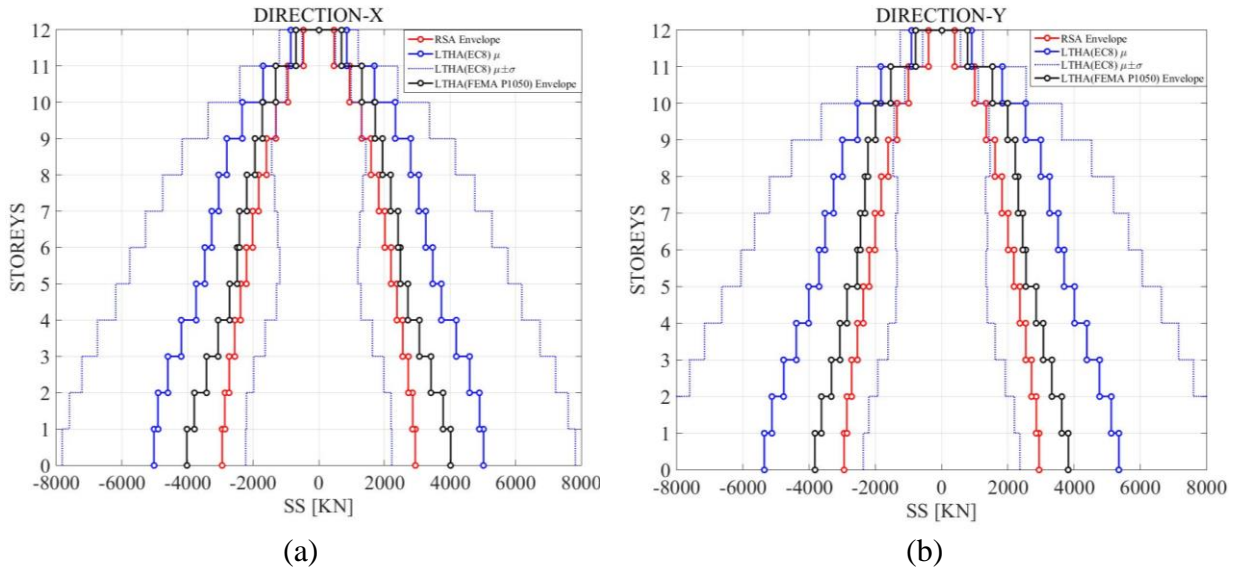 DIRECTION-X
12
11
10
9
8
7
6
5
4
3
2
1
0
STOREYS
-8000 -6000 -4000 -2000 0 2000 4000 6000 8000
SS [KN]
RSA Envelope
LTHA(EC8) μ
LTHA(EC8) μ±σ
LTHA(FEMA P1050) Envelope
(a)
DIRECTION-Y
12
11
10
9
8
7
6
5
4
3
2
1
0
STOREYS
-8000 -6000 -4000 -2000 0 2000 4000 6000 8000
SS [KN]
RSA Envelope
LTHA(EC8) μ
LTHA(EC8) μ±σ
LTHA(FEMA P1050) Envelope
(b)